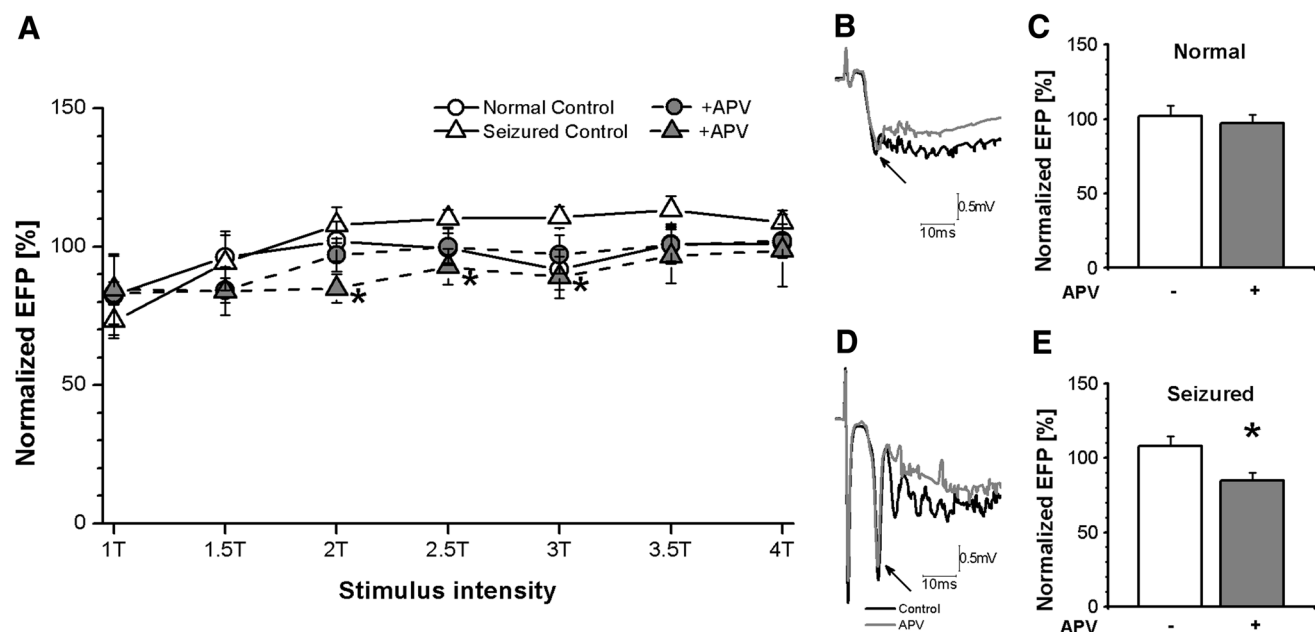 A
Normalized EFP [%]
150
100
50
0
Normal Control
+APV
Seizured Control
+APV
*
*
*
1T
1.5T
2T
2.5T
3T
3.5T
4T
Stimulus intensity
B
0.5mV
10ms
C
Normalized EFP [%]
150
100
50
0
Normal
APV - +
D
0.5mV
10ms
Control
APV
E
Normalized EFP [%]
150
100
50
0
Seizured
*
APV - +